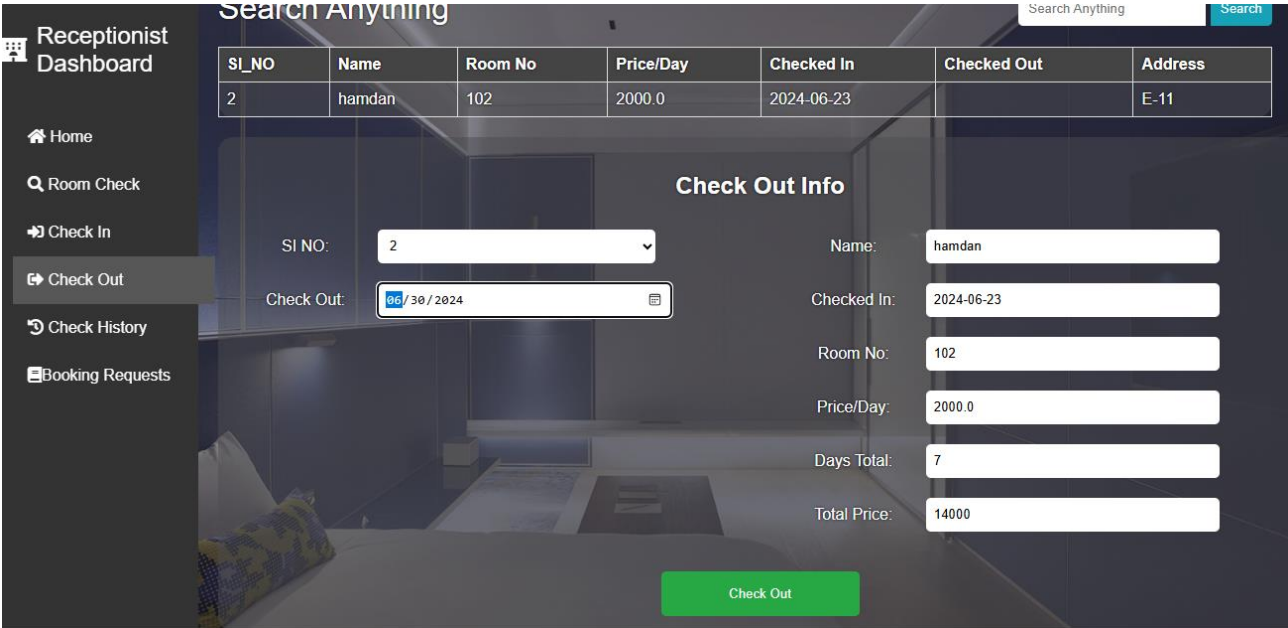 Search Anything
Search Anything
Search
Receptionist
Dashboard
SI_NO Name Room No Price/Day Checked In Checked Out Address
2 hamdan 102 2000.0 2024-06-23 E-11
Home
Room Check
Check In
Check Out
Check History
Booking Requests
Check Out Info
SI NO: 2
Name: hamdan
Check Out: 06/30/2024
Checked In: 2024-06-23
Room No: 102
Price/Day: 2000.0
Days Total: 7
Total Price: 14000
Check Out